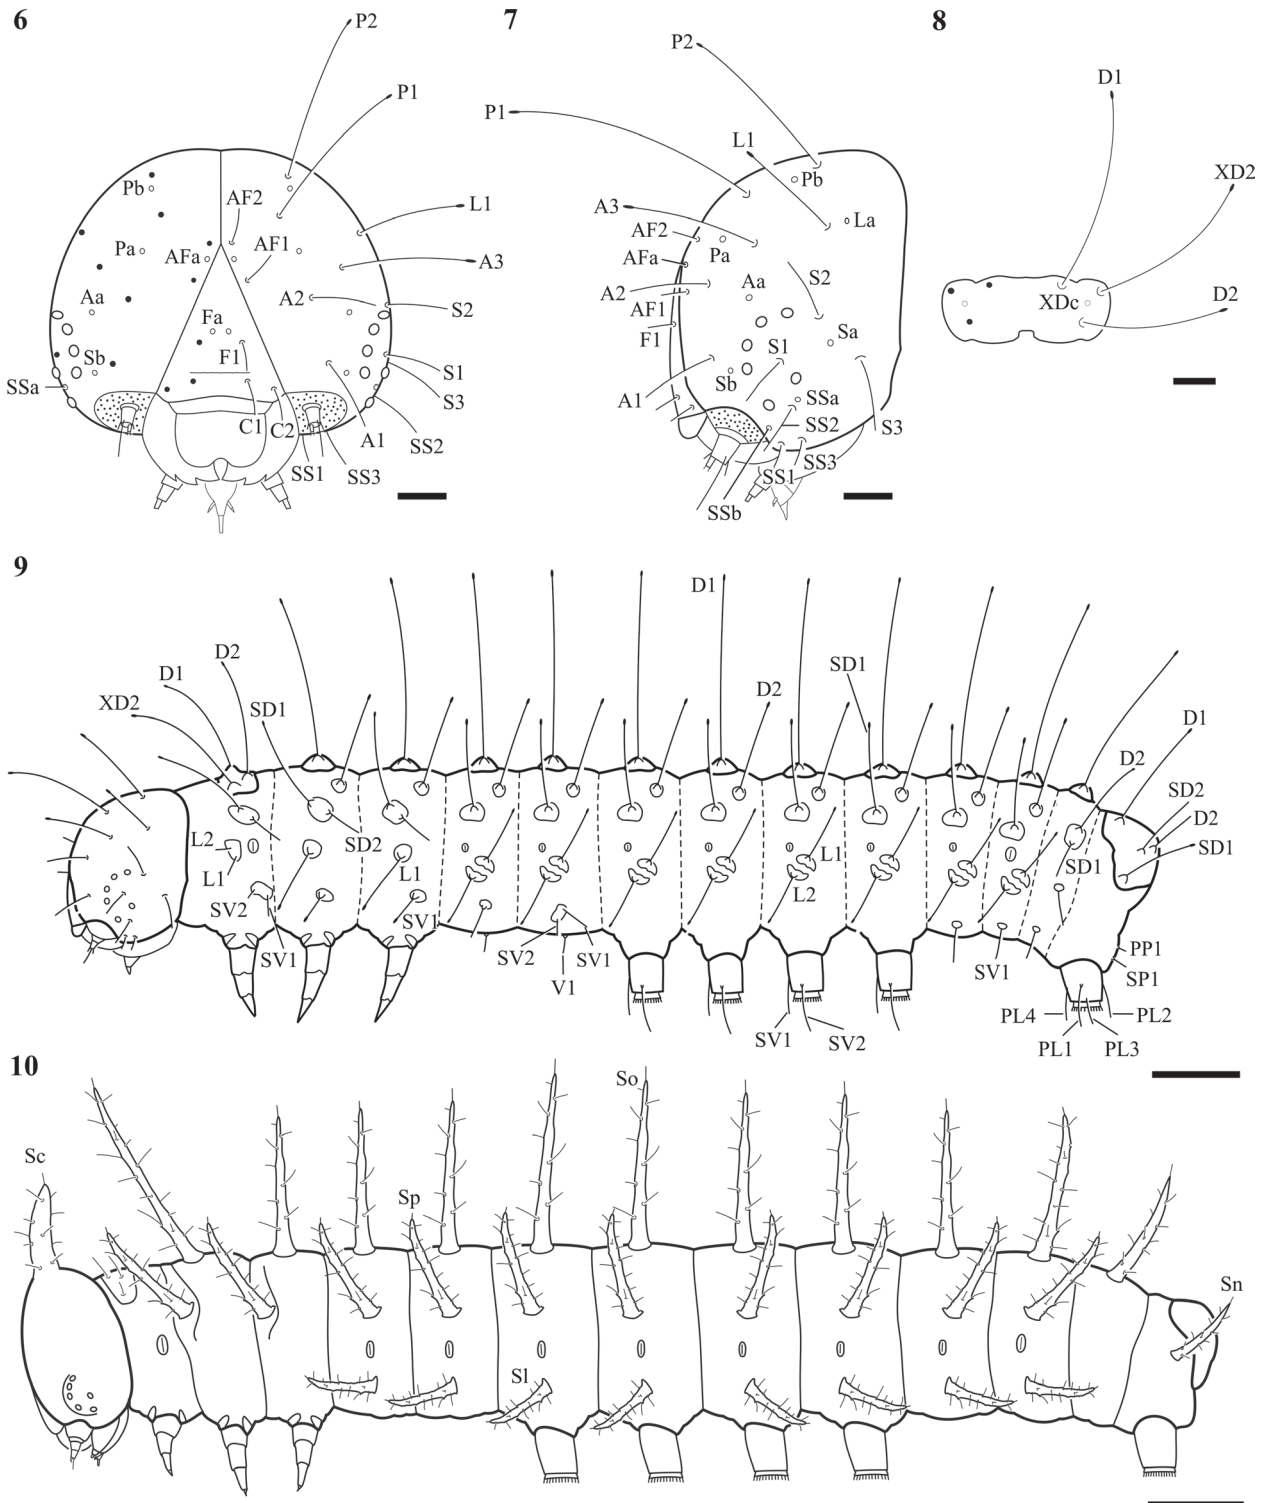 6
7
8
P2
P1
Pb
AF2
L1
Pa
AFa
AF1
A3
Aa
A2
S2
Fa
Sb
F1
S1
SSa
S3
C1
C2
A1
SS2
SS1
SS3
P2
P1
L1
Pb
A3
La
AF2
Pa
AFa
S2
A2
Aa
AF1
Sa
F1
S1
Sb
A1
SSa
SS2
S3
SS3
SS1
SSb
D1
XD2
XDc
D2
9
D1
D2
D1
SD1
D2
XD2
SD1
D1
D2
SD2
L2
SD2
D2
L1
L1
L1
SD1
SD1
L2
SV2
SV1
SV1
SV2
SV1
SV1
PP1
SP1
V1
PL4
PL2
SV1
SV2
PL1
PL3
10
So
Sc
Sp
Sn
Sl